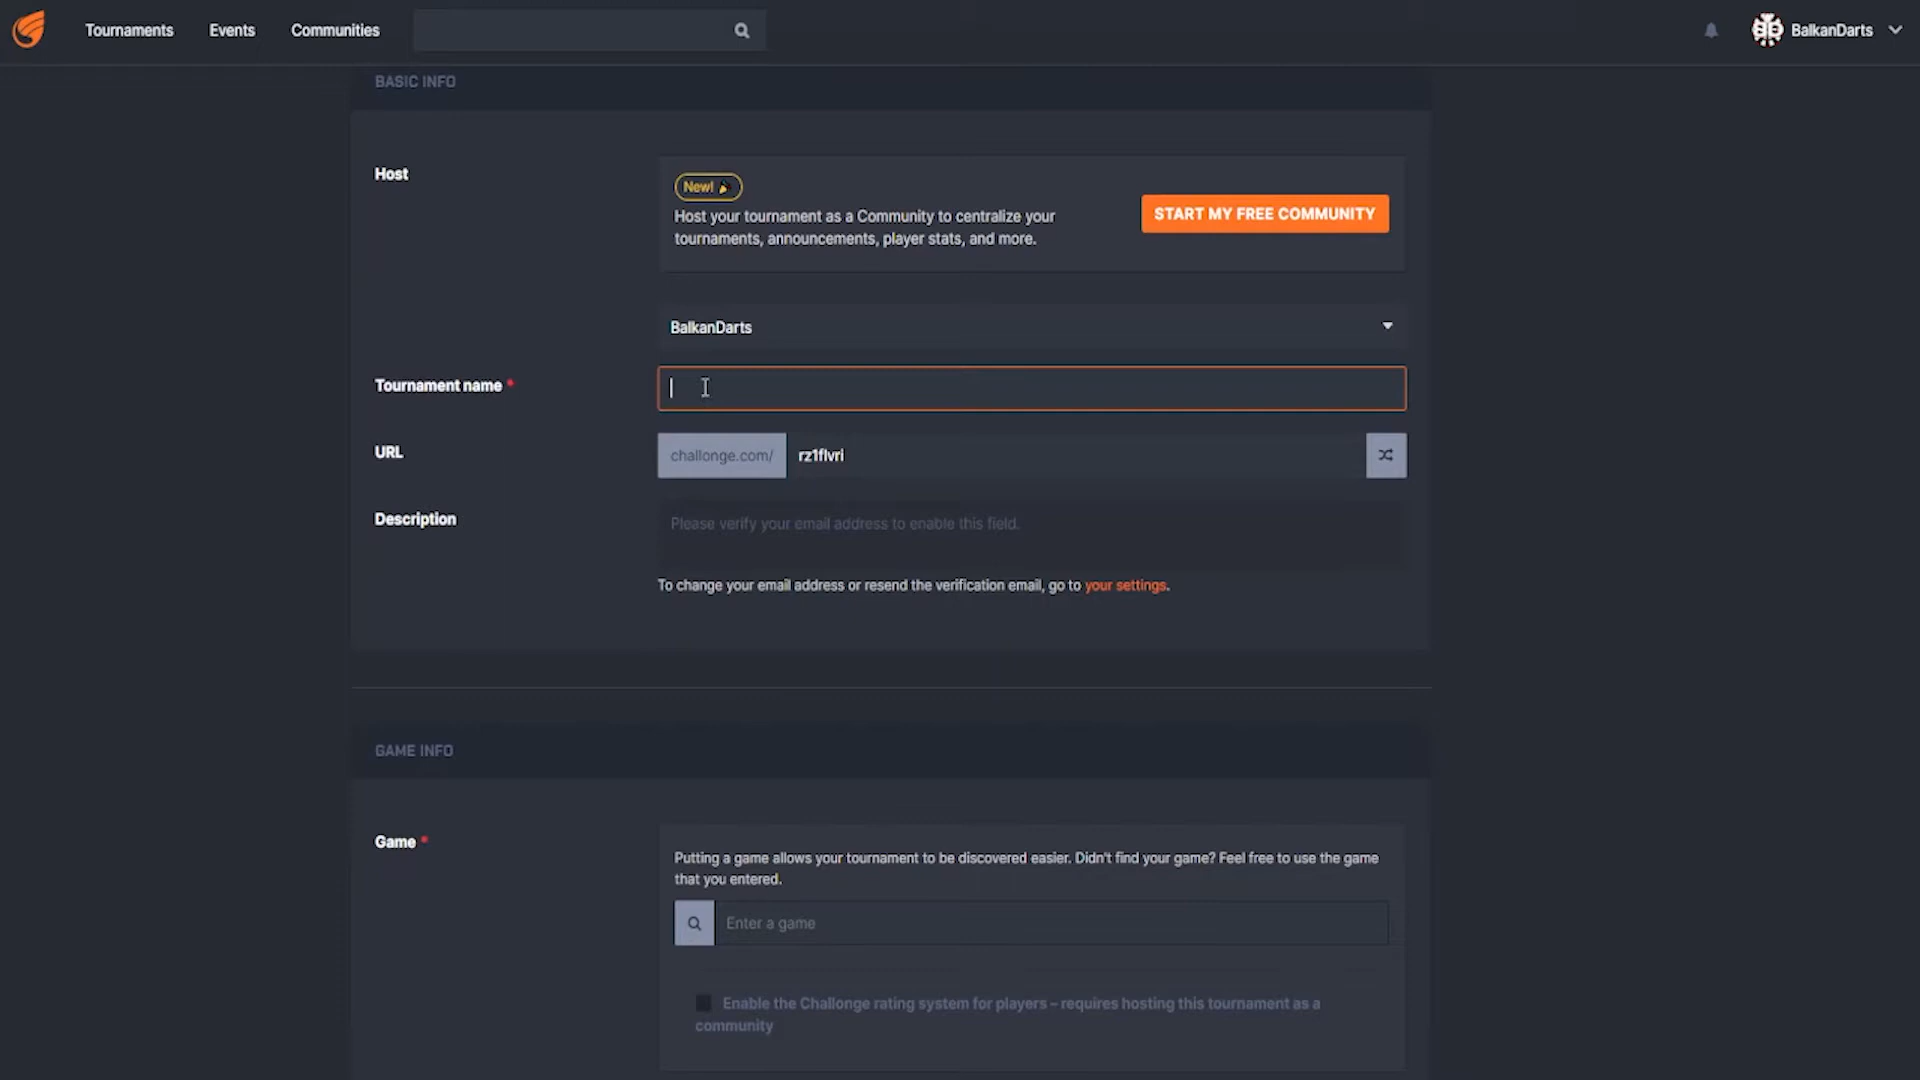 Tournaments
Events
Communities
BalkanDarts
BASIC INFO
Host
New!
Host your tournament as a Community to centralize your
tournaments, announcements, player stats, and more.
START MY FREE COMMUNITY
BalkanDarts
Tournament name *
URL
challonge.com/
rz1flvri
Description
Please verify your email address to enable this field.
To change your email address or resend the verification email, go to your settings.
GAME INFO
Game *
Putting a game allows your tournament to be discovered easier. Didn't find your game? Feel free to use the game
that you entered.
Enter a game
Enable the Challonge rating system for players – requires hosting this tournament as a
community